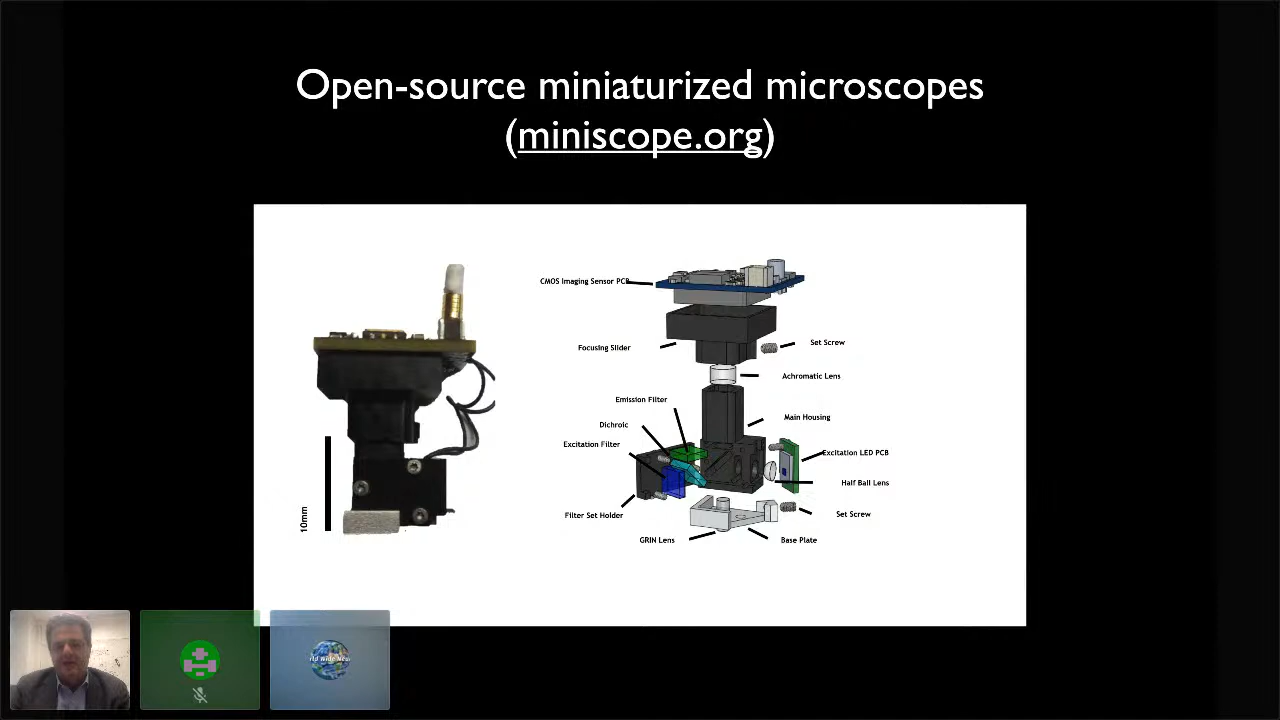 Open-source miniaturized microscopes
(miniscope.org)
CMOS Imaging Sensor PCB
Focusing Slider
Set Screw
Achromatic Lens
Emission Filter
Main Housing
Dichroic
Excitation Filter
Excitation LED PCB
Half Ball Lens
Filter Set Holder
Set Screw
GRIN Lens
Base Plate
10mm